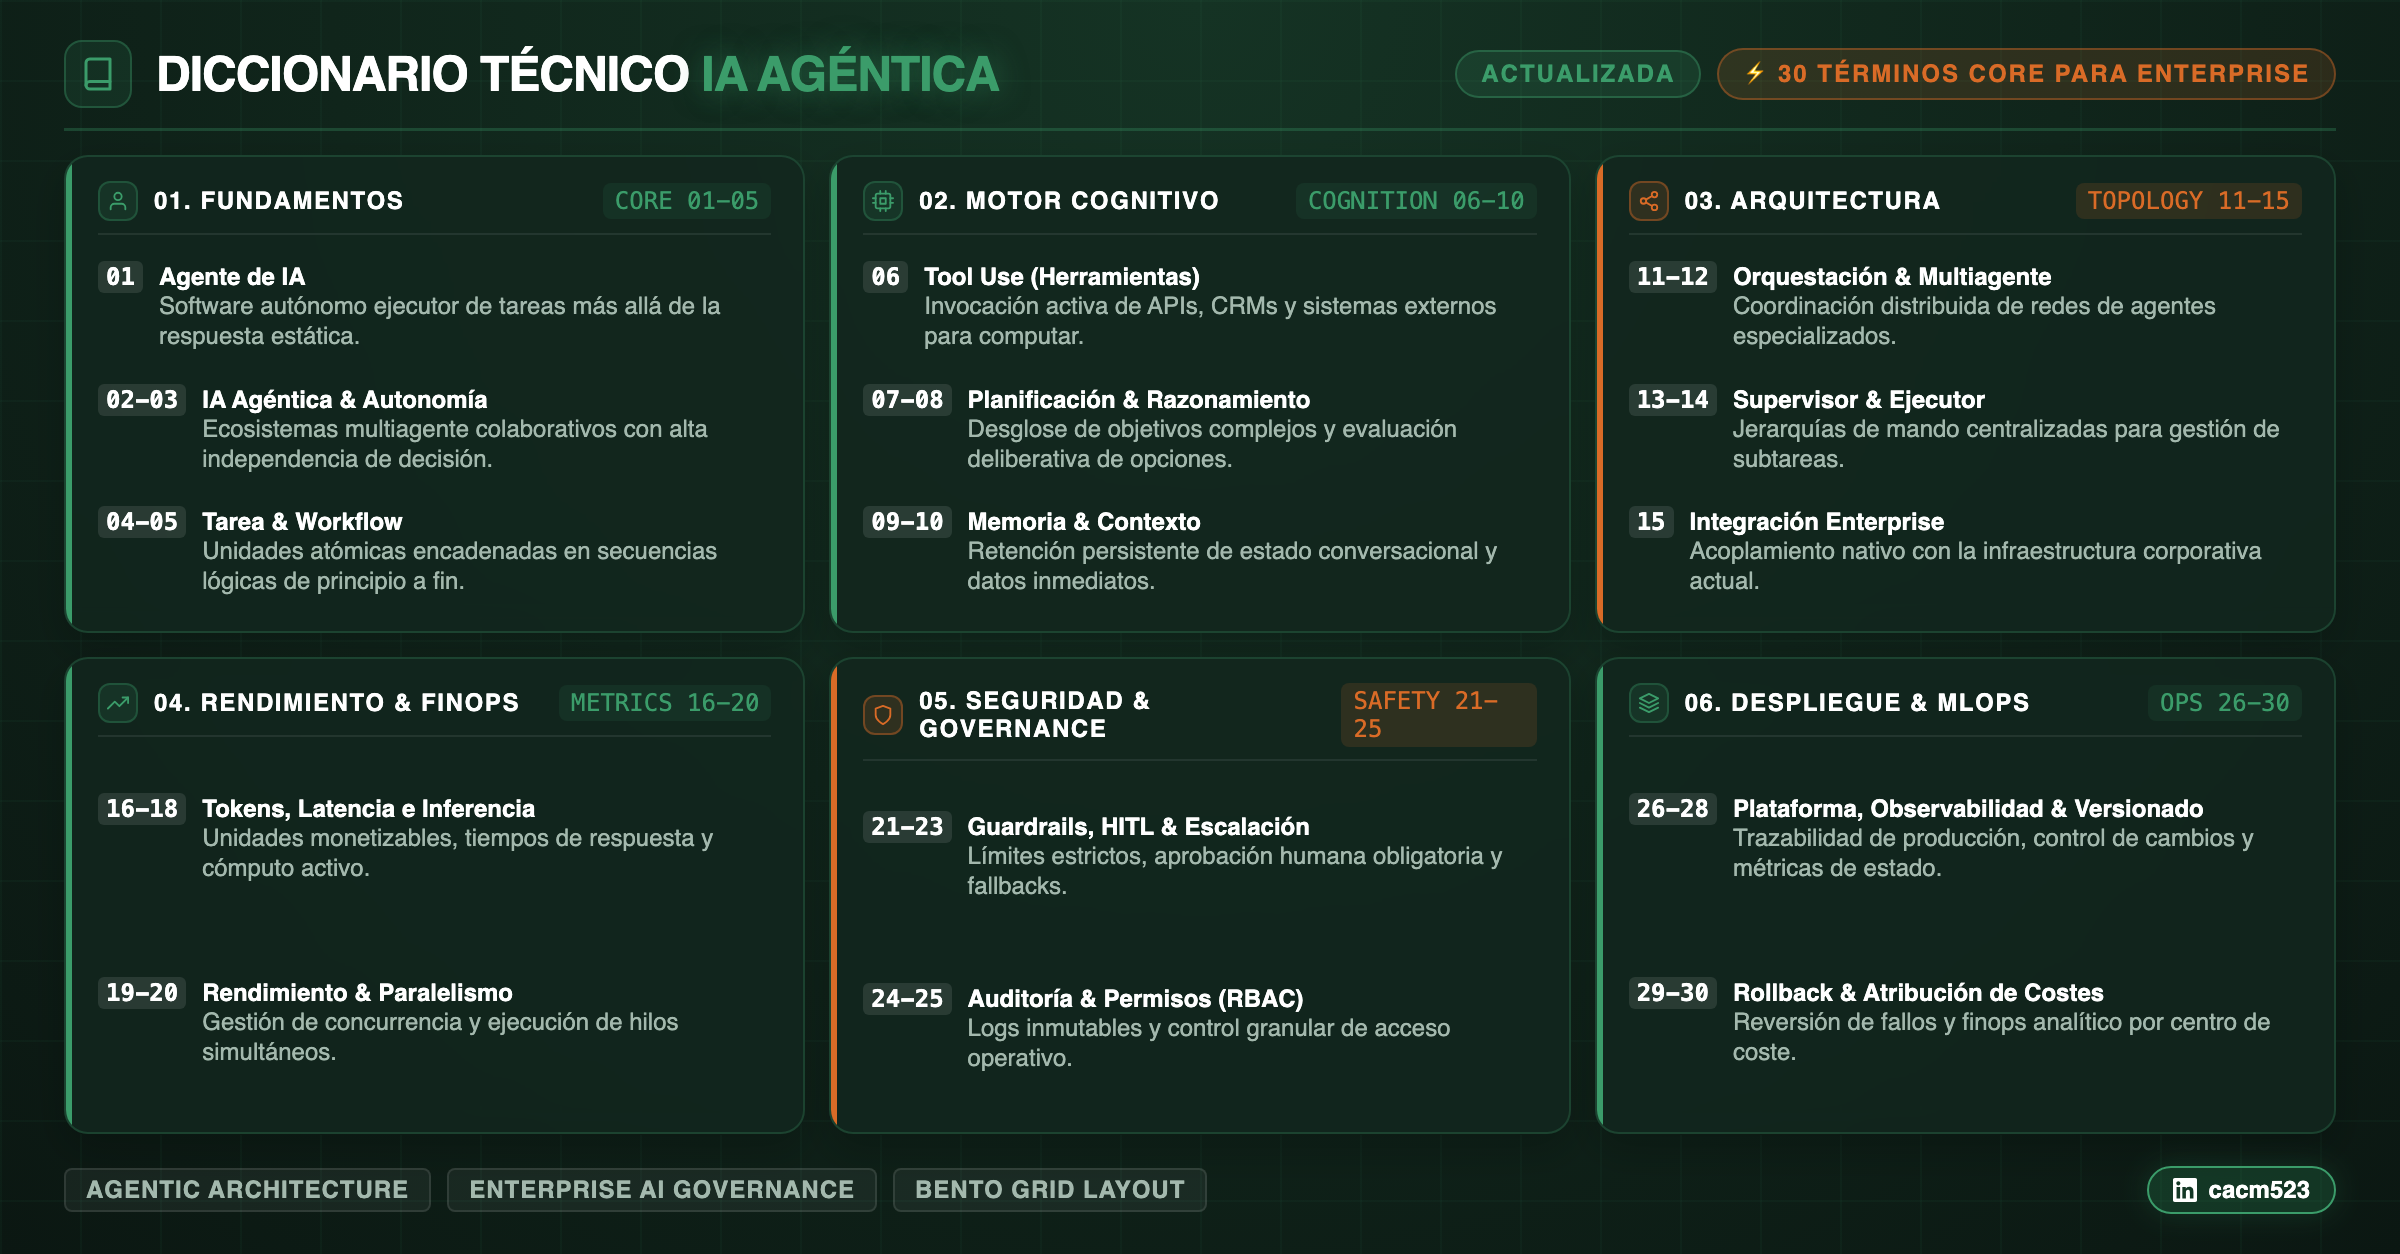 DICCIONARIO TÉCNICO IA AGÉNTICA
ACTUALIZADA
⚡ 30 TÉRMINOS CORE PARA ENTERPRISE
01. FUNDAMENTOS
CORE 01–05
01 Agente de IA
Software autónomo ejecutor de tareas más allá de la
respuesta estática.
02–03 IA Agéntica & Autonomía
Ecosistemas multiagente colaborativos con alta
independencia de decisión.
04–05 Tarea & Workflow
Unidades atómicas encadenadas en secuencias
lógicas de principio a fin.
02. MOTOR COGNITIVO
COGNITION 06–10
06 Tool Use (Herramientas)
Invocación activa de APIs, CRMs y sistemas externos
para computar.
07–08 Planificación & Razonamiento
Desglose de objetivos complejos y evaluación
deliberativa de opciones.
09–10 Memoria & Contexto
Retención persistente de estado conversacional y
datos inmediatos.
03. ARQUITECTURA
TOPOLOGY 11–15
11–12 Orquestación & Multiagente
Coordinación distribuida de redes de agentes
especializados.
13–14 Supervisor & Ejecutor
Jerarquías de mando centralizadas para gestión de
subtareas.
15 Integración Enterprise
Acoplamiento nativo con la infraestructura corporativa
actual.
04. RENDIMIENTO & FINOPS
METRICS 16–20
16–18 Tokens, Latencia e Inferencia
Unidades monetizables, tiempos de respuesta y
cómputo activo.
19–20 Rendimiento & Paralelismo
Gestión de concurrencia y ejecución de hilos
simultáneos.
05. SEGURIDAD &
GOVERNANCE
SAFETY 21–
25
21–23 Guardrails, HITL & Escalación
Límites estrictos, aprobación humana obligatoria y
fallbacks.
24–25 Auditoría & Permisos (RBAC)
Logs inmutables y control granular de acceso
operativo.
06. DESPLIEGUE & MLOPS
OPS 26–30
26–28 Plataforma, Observabilidad & Versionado
Trazabilidad de producción, control de cambios y
métricas de estado.
29–30 Rollback & Atribución de Costes
Reversión de fallos y finops analítico por centro de
coste.
AGENTIC ARCHITECTURE
ENTERPRISE AI GOVERNANCE
BENTO GRID LAYOUT
in cacm523